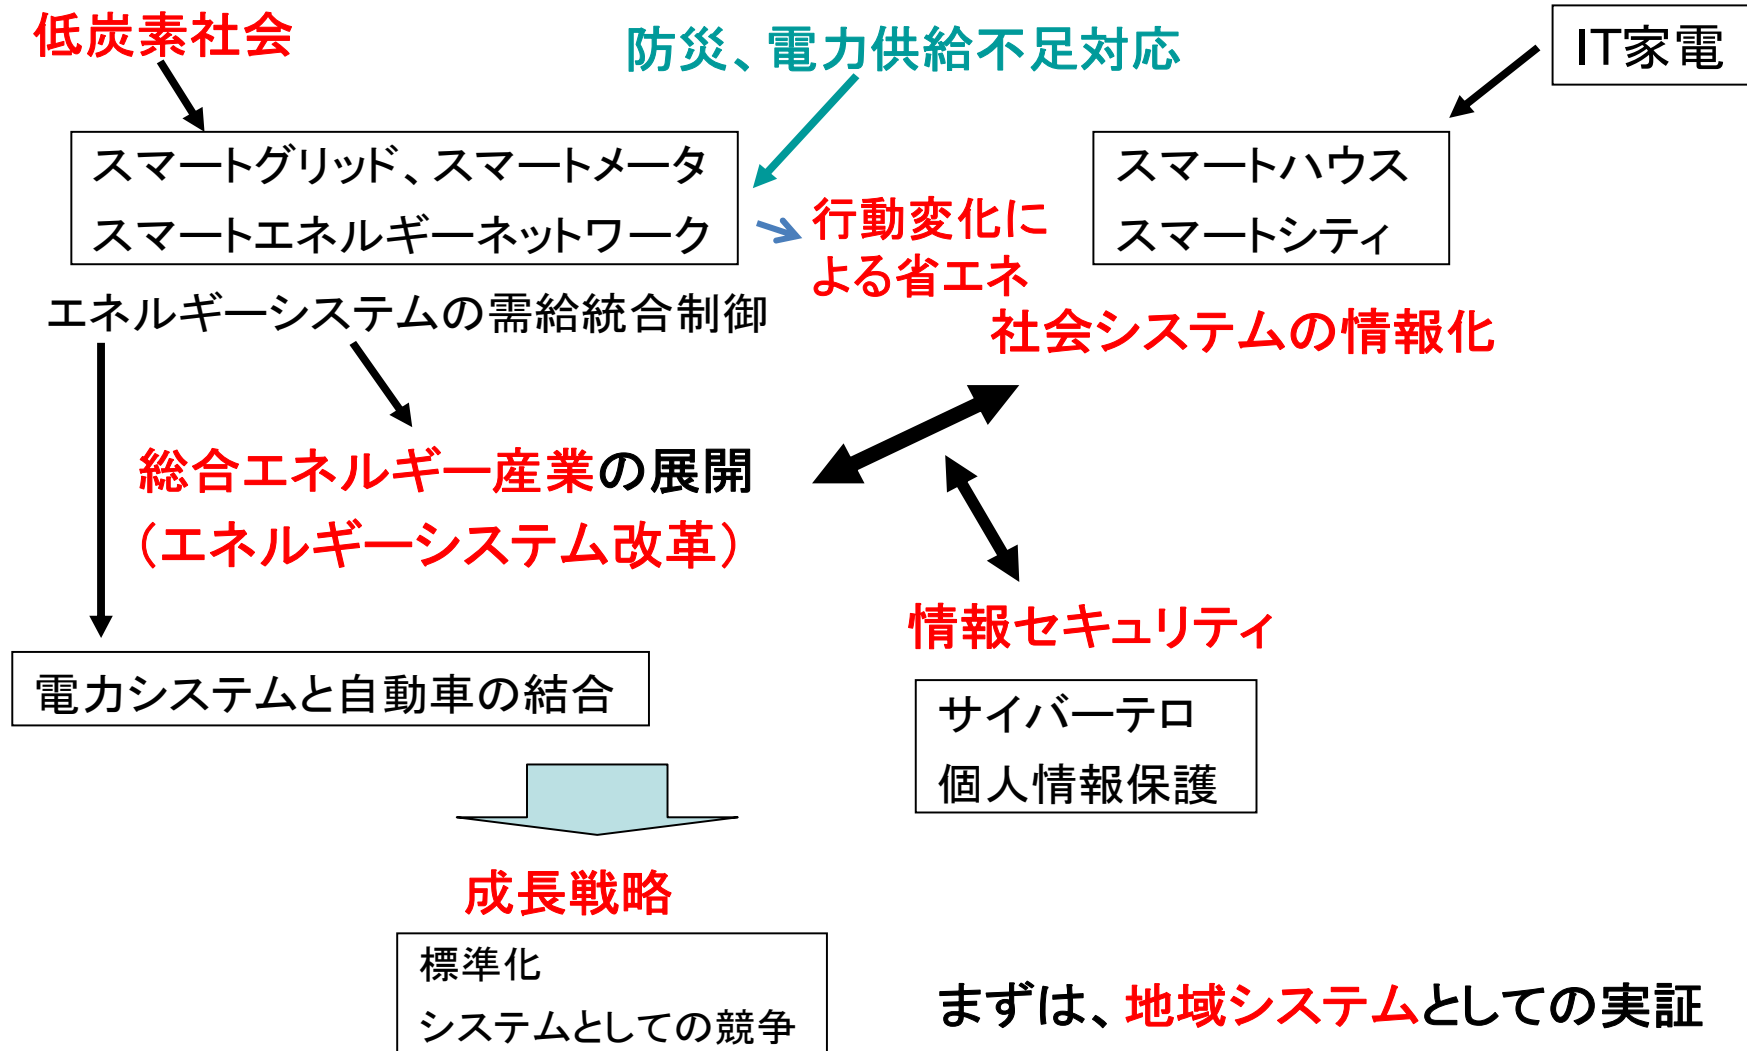 低炭素社会
防災、電力供給不足対応
IT家電
スマートグリッド、スマートメータ
スマートエネルギーネットワーク
行動変化に
よる省エネ
スマートハウス
スマートシティ
エネルギーシステムの需給統合制御
社会システムの情報化
総合エネルギー産業の展開
（エネルギーシステム改革）
情報セキュリティ
電力システムと自動車の結合
サイバーテロ
個人情報保護
成長戦略
標準化
システムとしての競争
まずは、地域システムとしての実証